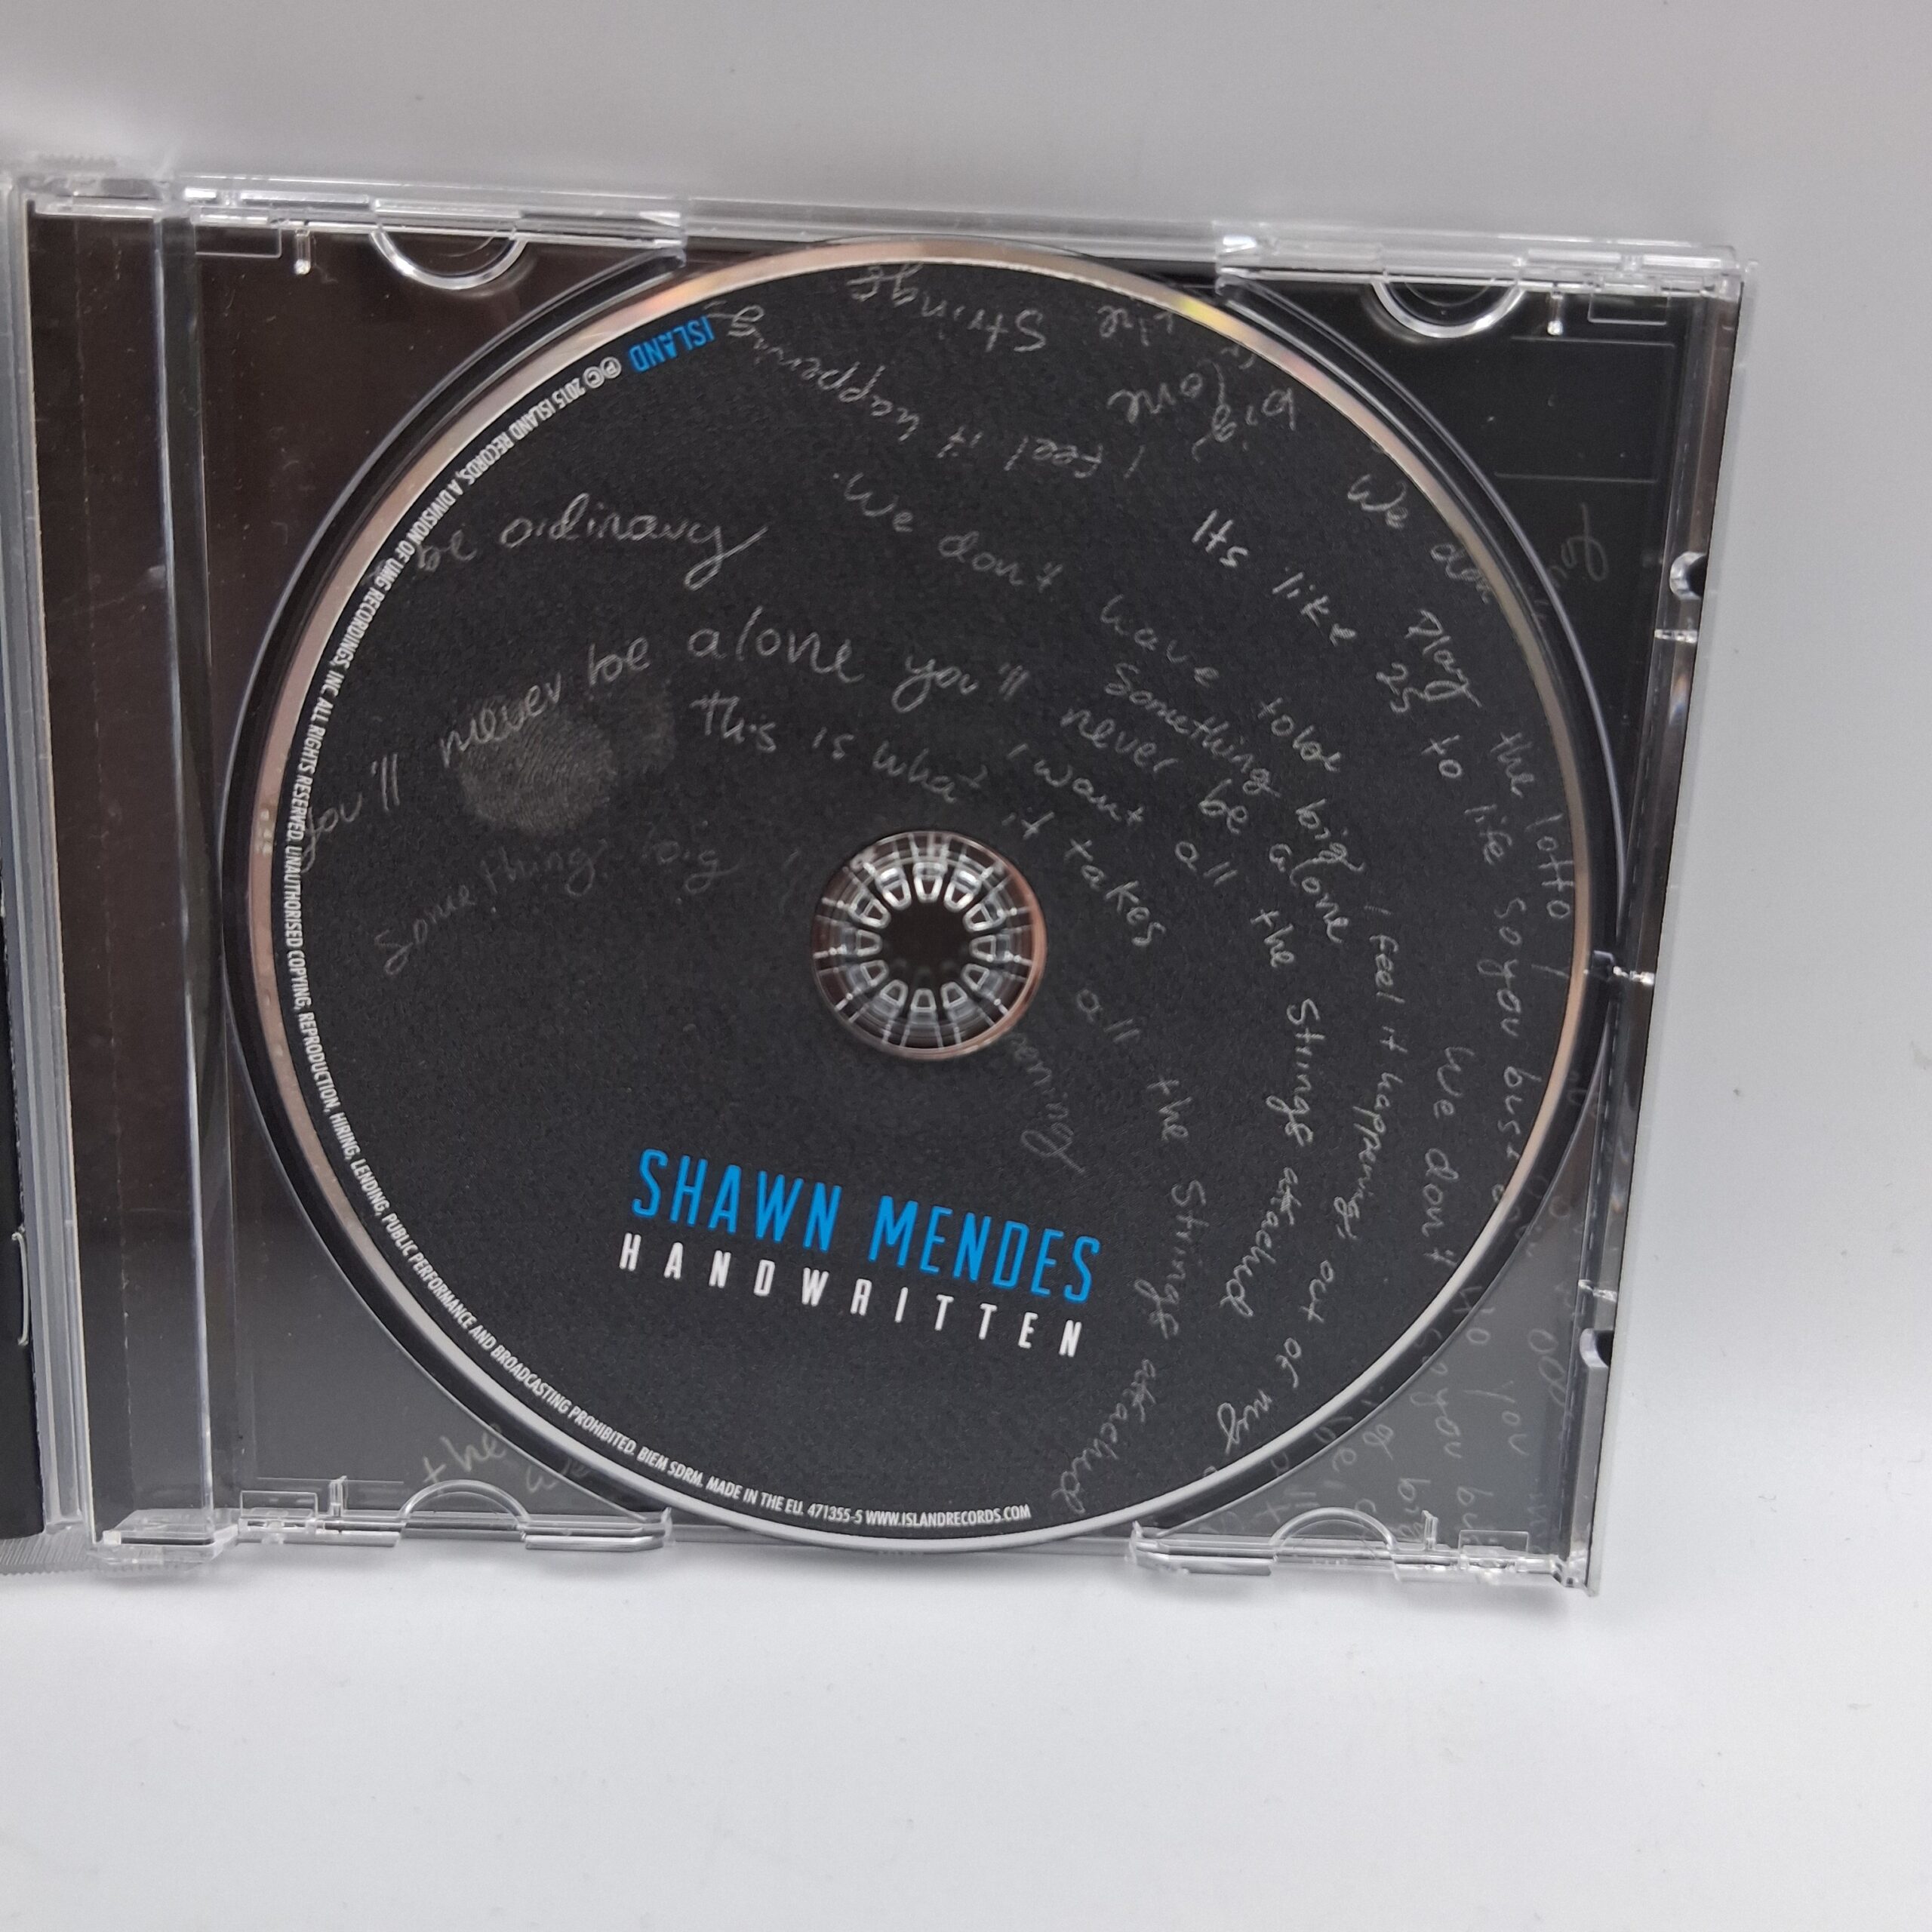 SHAWN MENDES
HANDWRITTEN
ISLAND
℗© 2015 ISLAND RECORDS, A DIVISION OF UMG RECORDINGS, INC ALL RIGHTS RESERVED. UNAUTHORISED COPYING, REPRODUCTION, HIRING, LENDING, PUBLIC PERFORMANCE AND BROADCASTING PROHIBITED. BIEM SDRM. MADE IN THE EU. 471355-5 WWW.ISLANDRECORDS.COM
like Strings
big
I feel it happening
be ordinary
We don't have to be
Its like 25 to life so you bust
We don play the lotto
you'll never be alone you'll never be alone
something big I feel it happening out of my
this is what it takes
I want all the Strings attached
all the Strings attached
something big
We don't
the